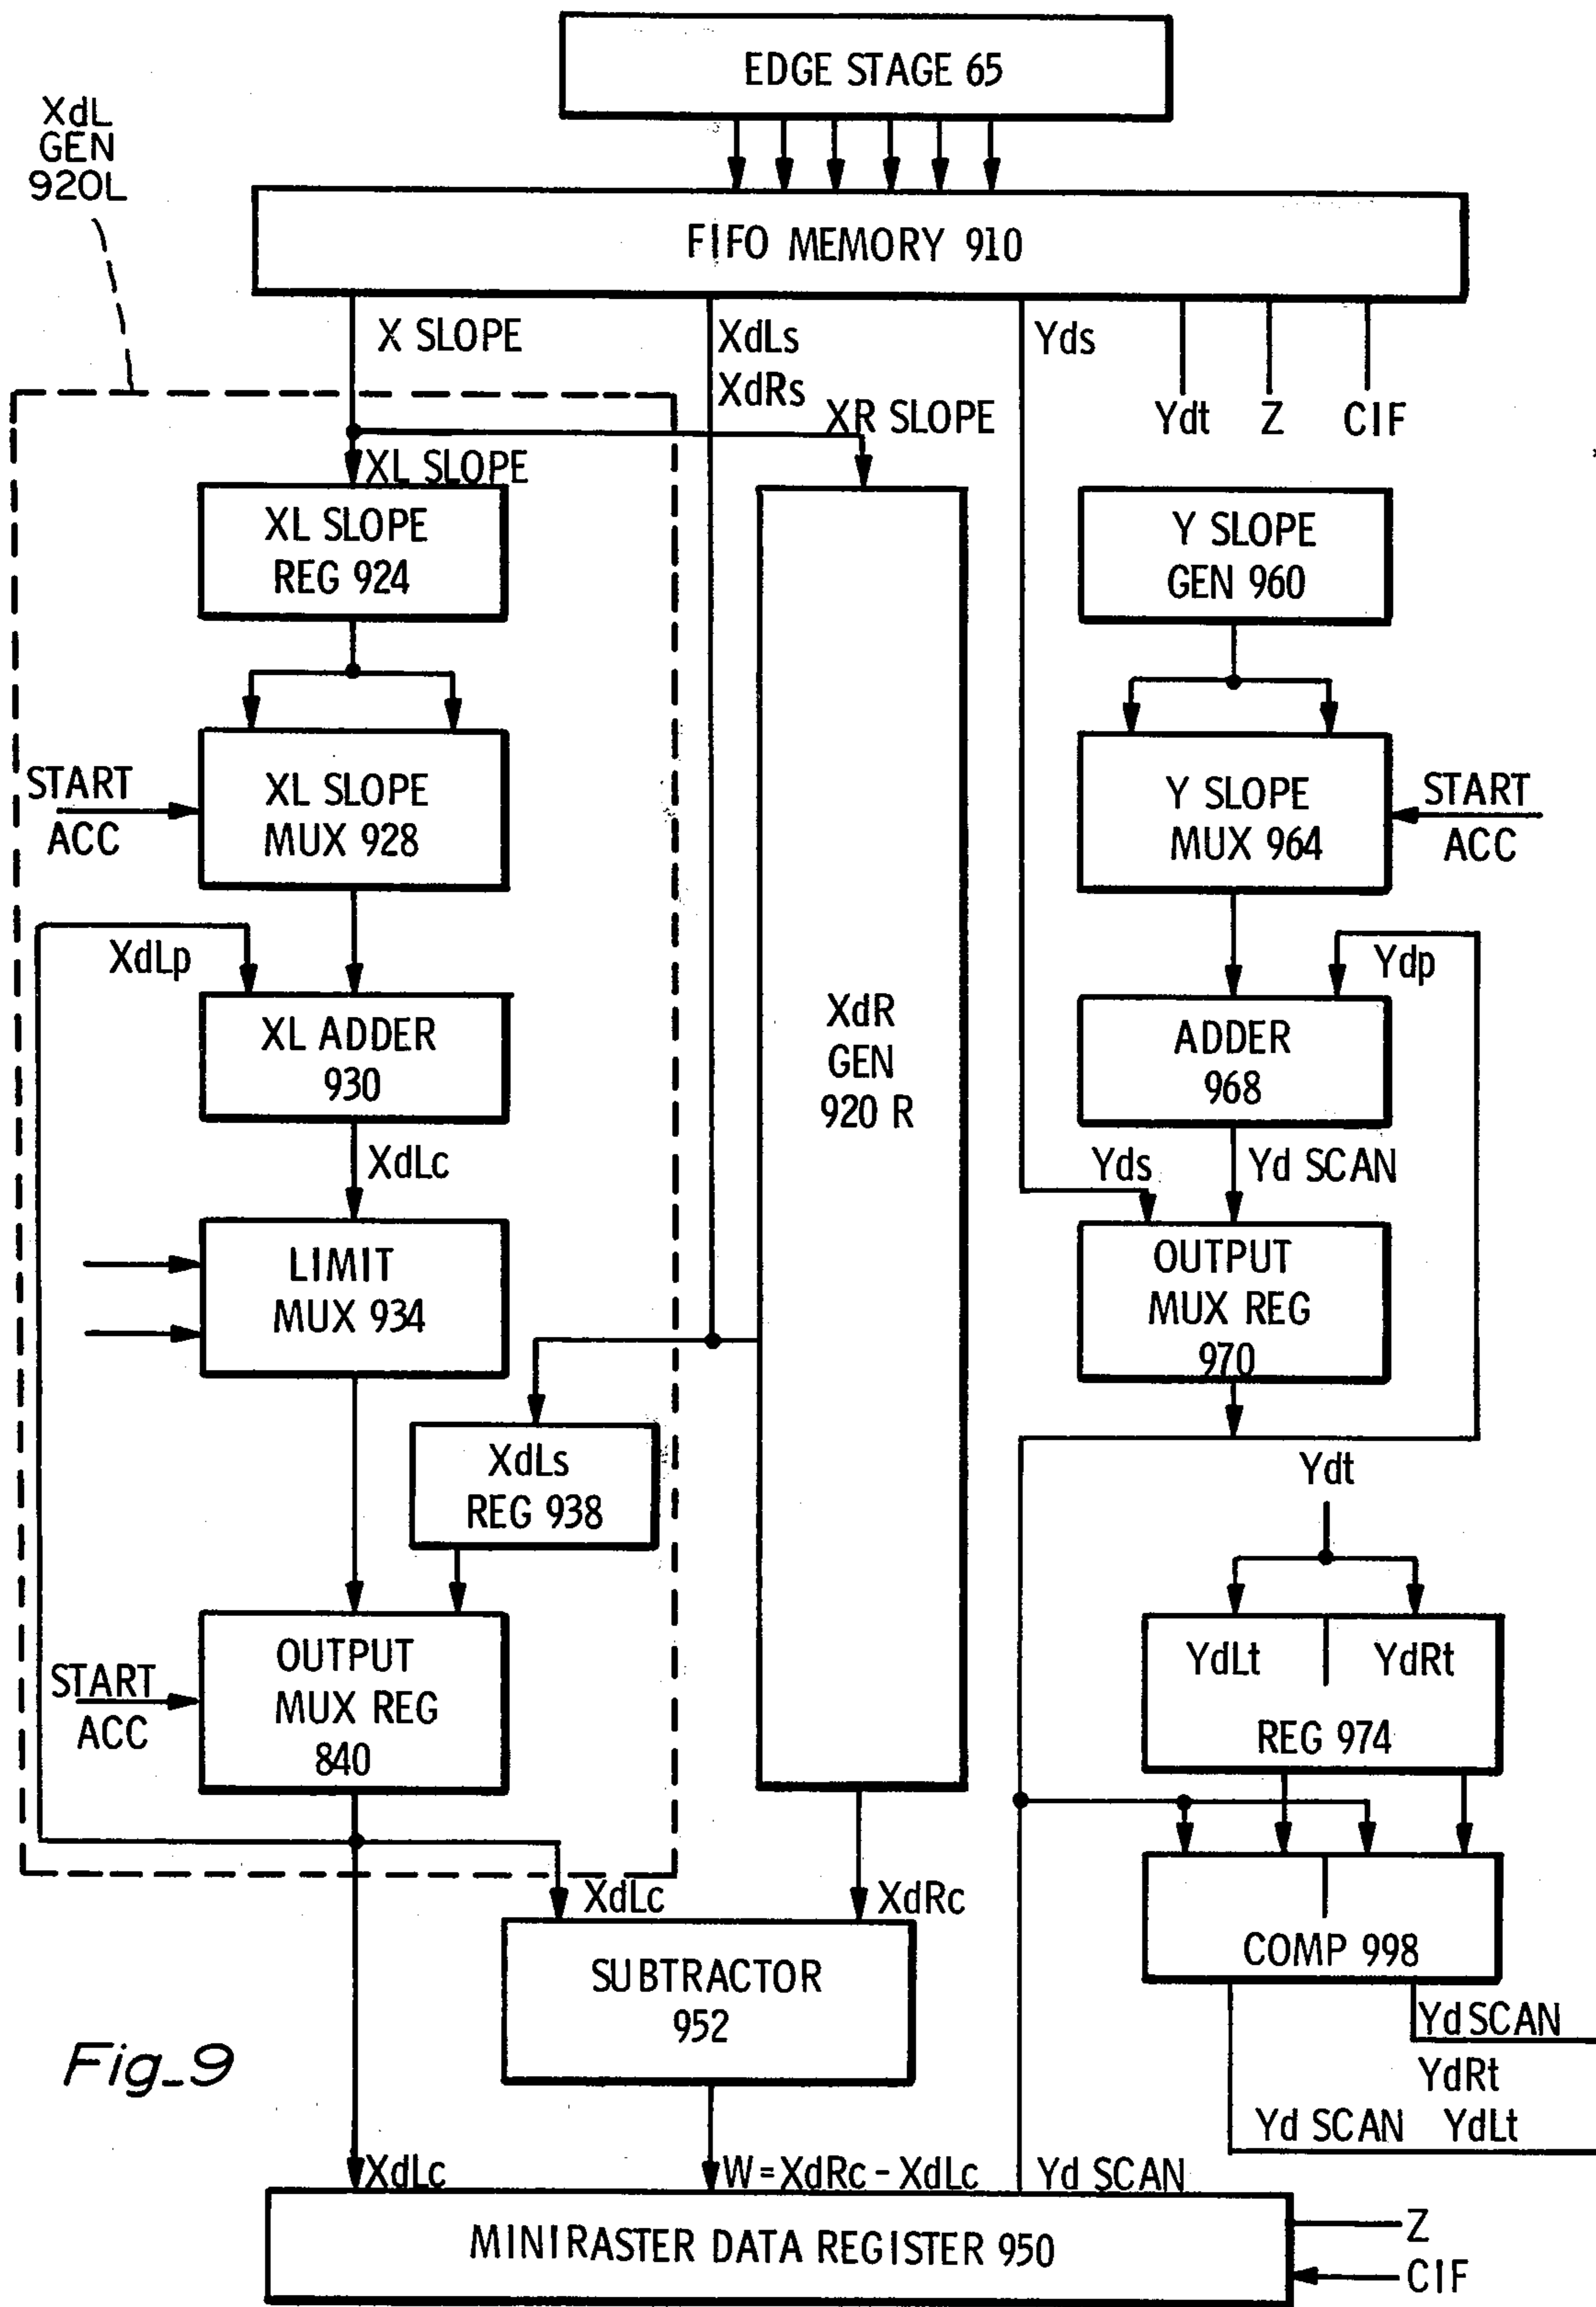 EDGE STAGE 65
XdL
GEN
920L
FIFO MEMORY 910
X SLOPE
XdLs
XdRs
Yds
Ydt
Z
CIF
XR SLOPE
XL SLOPE
XL SLOPE
REG 924
Y SLOPE
GEN 960
START
ACC
XL SLOPE
MUX 928
Y SLOPE
MUX 964
START
ACC
XdLp
Ydp
XL ADDER
930
XdR
GEN
920 R
ADDER
968
XdLc
Yds
Yd SCAN
LIMIT
MUX 934
OUTPUT
MUX REG
970
XdLs
REG 938
Ydt
START
ACC
OUTPUT
MUX REG
840
YdLt
YdRt
REG 974
XdLc
XdRc
SUBTRACTOR
952
COMP 998
Yd SCAN
YdRt
Yd SCAN YdLt
Fig_9
XdLc
W = XdRc - XdLc
Yd SCAN
MINIRASTER DATA REGISTER 950
Z
CIF